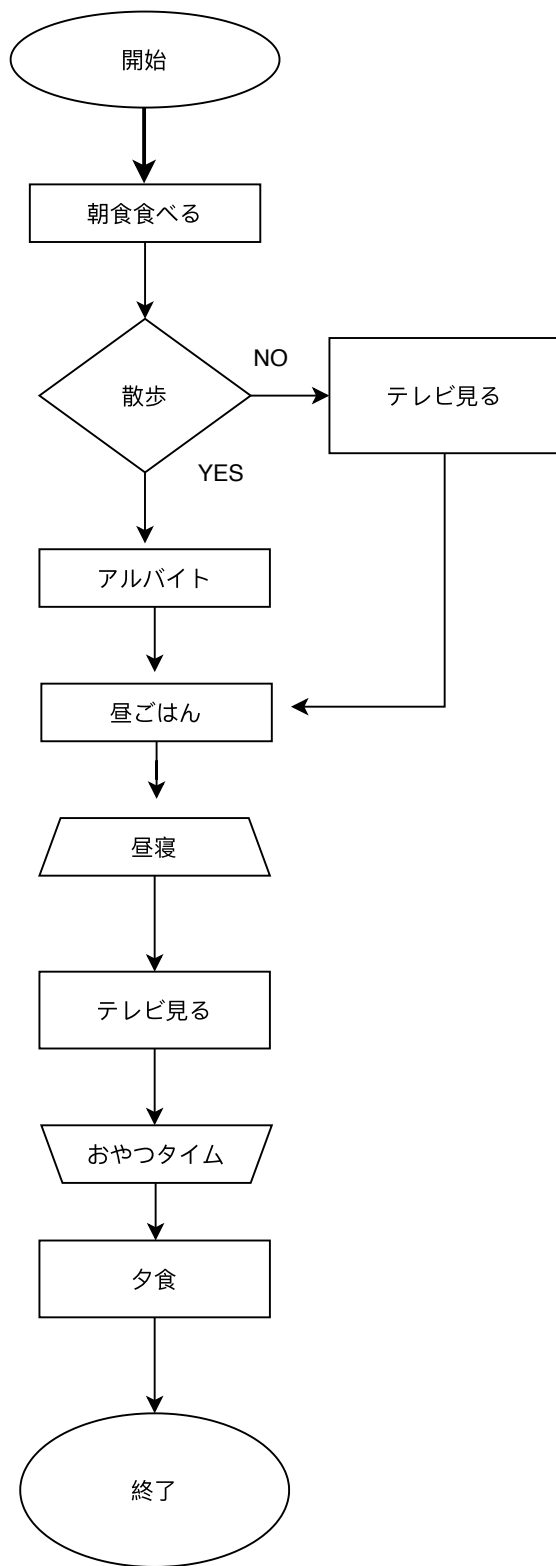 開始
朝食食べる
NO
散歩
テレビ見る
YES
アルバイト
昼ごはん
昼寝
テレビ見る
おやつタイム
夕食
終了